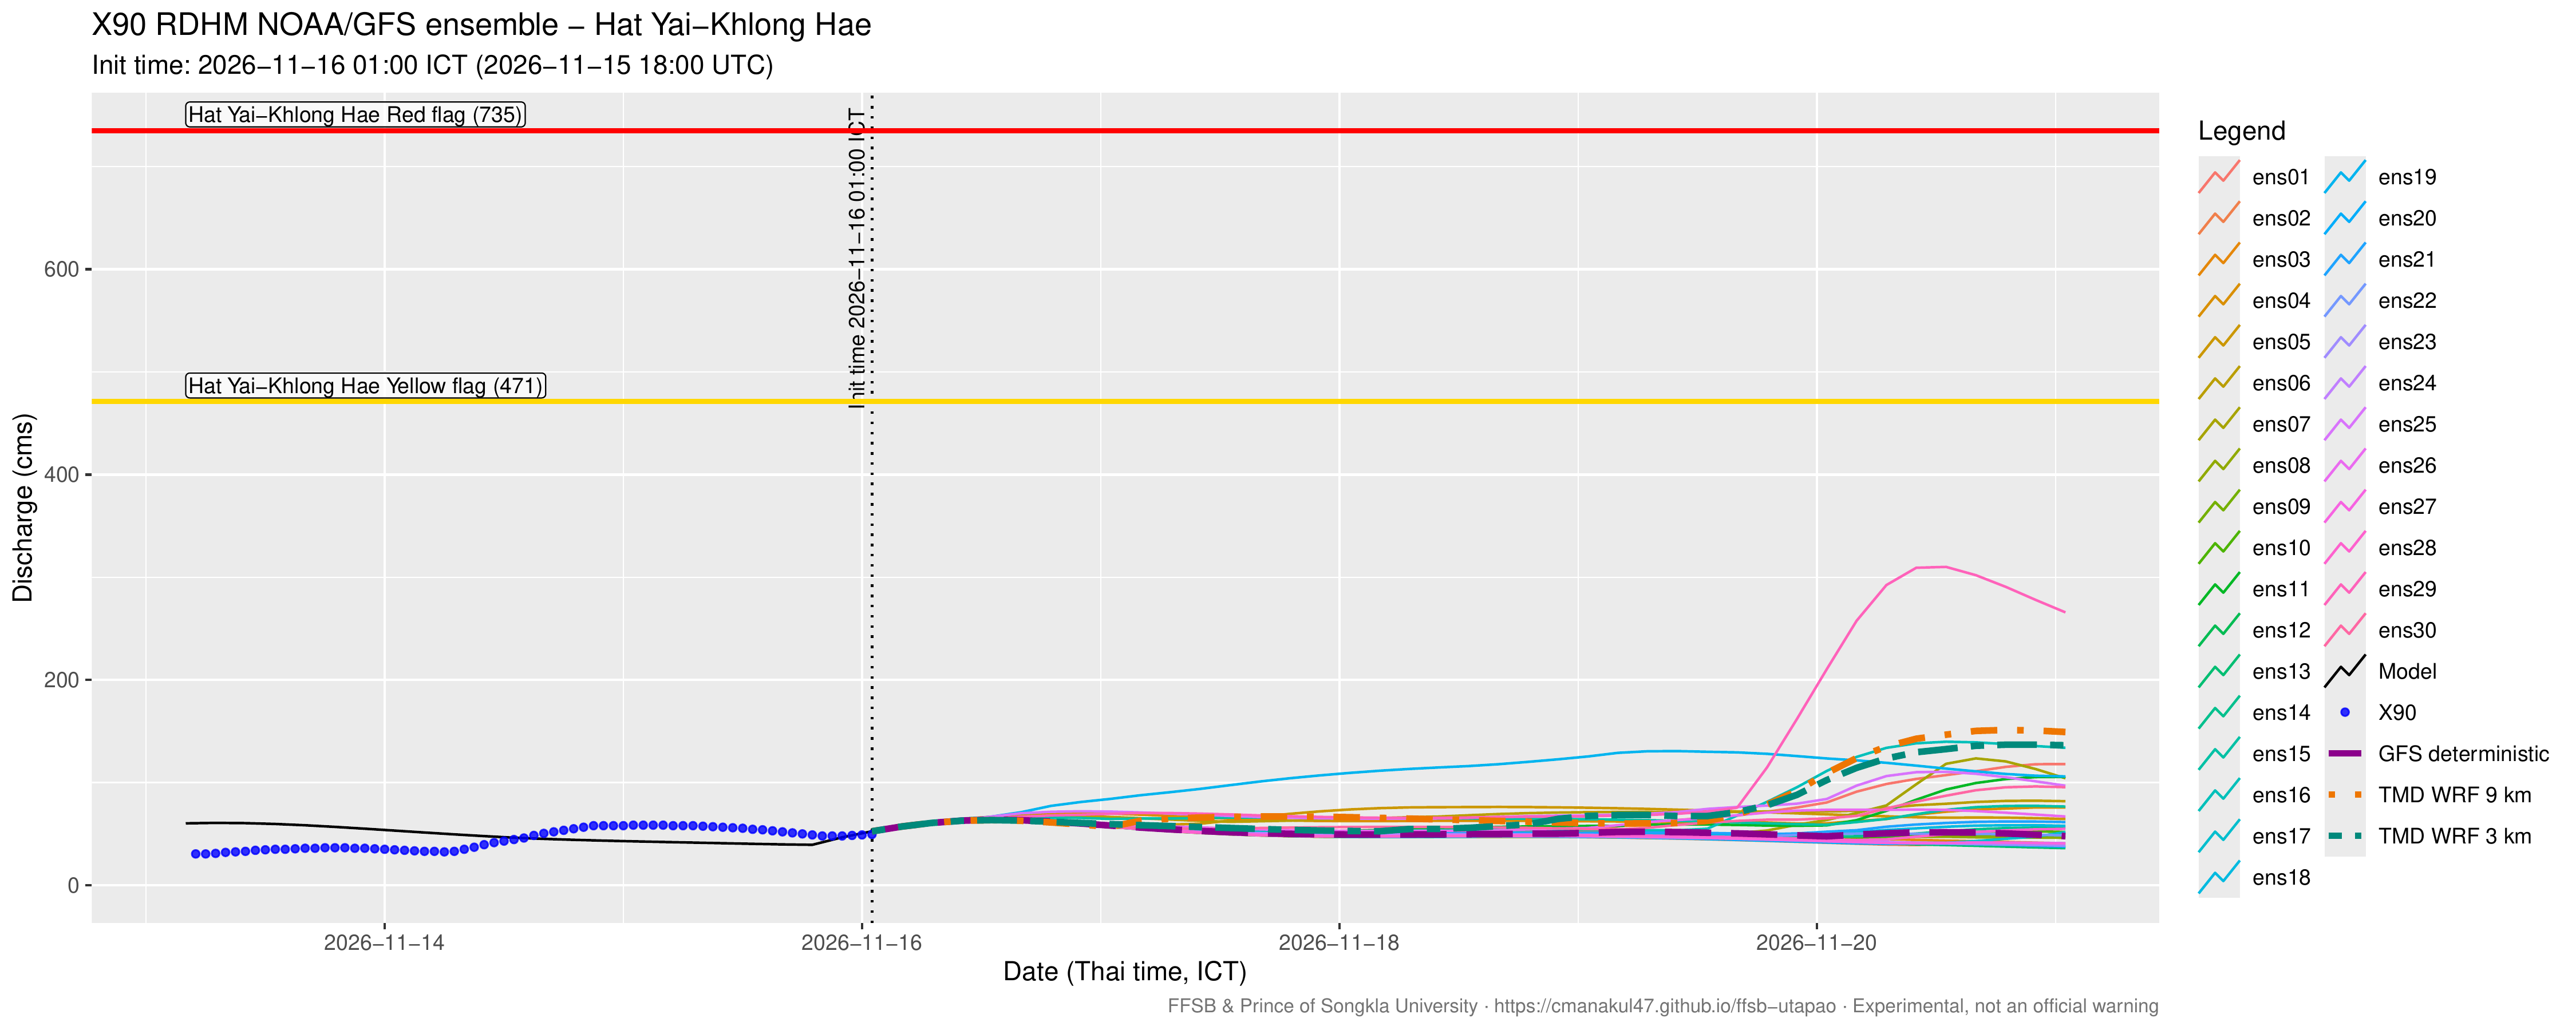 X90 RDHM NOAA/GFS ensemble – Hat Yai–Khlong Hae
Init time: 2026–11–16 01:00 ICT (2026–11–15 18:00 UTC)
Hat Yai–Khlong Hae Red flag (735)
Init time 2026–11–16 01:00 ICT
Hat Yai–Khlong Hae Yellow flag (471)
Discharge (cms)
600
400
200
0
2026–11–14
2026–11–16
2026–11–18
2026–11–20
Date (Thai time, ICT)
Legend
ens01
ens02
ens03
ens04
ens05
ens06
ens07
ens08
ens09
ens10
ens11
ens12
ens13
ens14
ens15
ens16
ens17
ens18
ens19
ens20
ens21
ens22
ens23
ens24
ens25
ens26
ens27
ens28
ens29
ens30
Model
X90
GFS deterministic
TMD WRF 9 km
TMD WRF 3 km
FFSB & Prince of Songkla University · https://cmanakul47.github.io/ffsb–utapao · Experimental, not an official warning